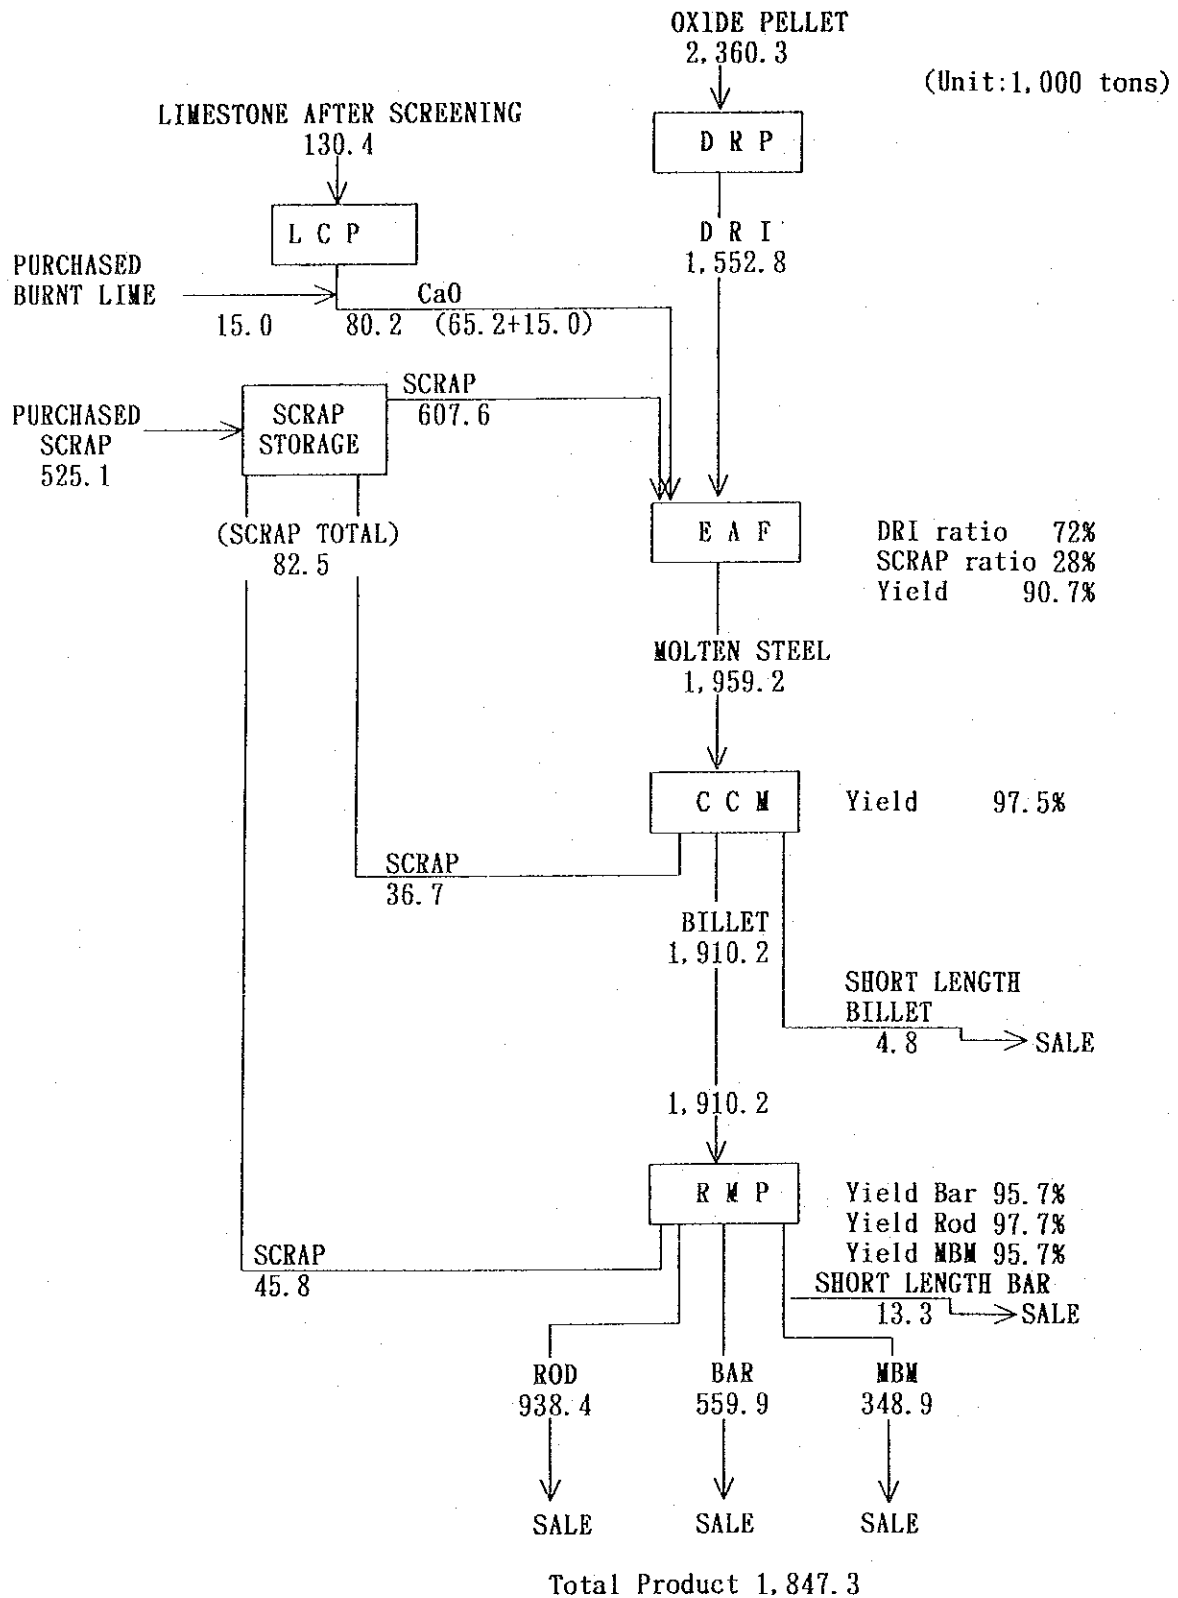 OXIDE PELLET
2,360.3
(Unit:1,000 tons)
LIMESTONE AFTER SCREENING
130.4
D R P
L C P
D R I
1,552.8
PURCHASED
BURNT LIME
15.0
CaO
80.2 (65.2+15.0)
SCRAP
607.6
PURCHASED
SCRAP
525.1
SCRAP
STORAGE
(SCRAP TOTAL)
82.5
E A F
DRI ratio 72%
SCRAP ratio 28%
Yield 90.7%
MOLTEN STEEL
1,959.2
C C M
Yield 97.5%
SCRAP
36.7
BILLET
1,910.2
SHORT LENGTH
BILLET
4.8
SALE
1,910.2
R M P
Yield Bar 95.7%
Yield Rod 97.7%
Yield MBM 95.7%
SCRAP
45.8
SHORT LENGTH BAR
13.3
SALE
ROD
938.4
BAR
559.9
MBM
348.9
SALE
SALE
SALE
Total Product 1,847.3